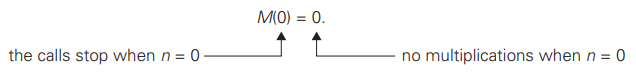 M(0) = 0.
the calls stop when n = 0
no multiplications when n = 0